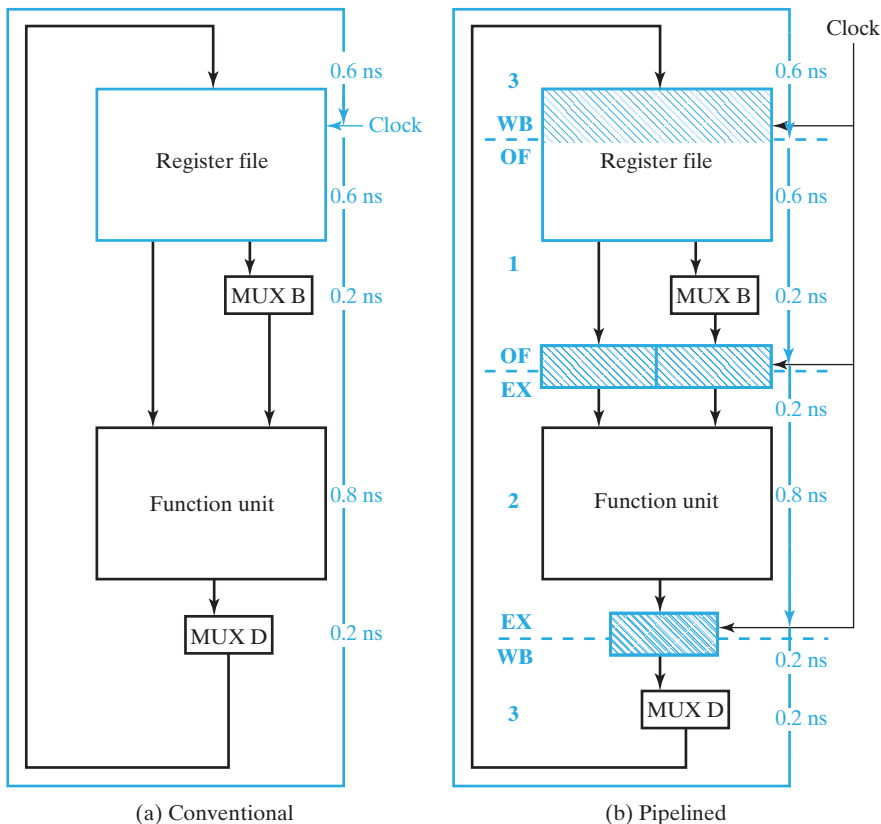 0.6 ns
Clock
Register file
0.6 ns
MUX B
0.2 ns
Function unit
0.8 ns
MUX D
0.2 ns
(a) Conventional
Clock
3
0.6 ns
WB
OF
Register file
0.6 ns
1
MUX B
0.2 ns
OF
EX
0.2 ns
2
Function unit
0.8 ns
EX
WB
0.2 ns
3
MUX D
0.2 ns
(b) Pipelined